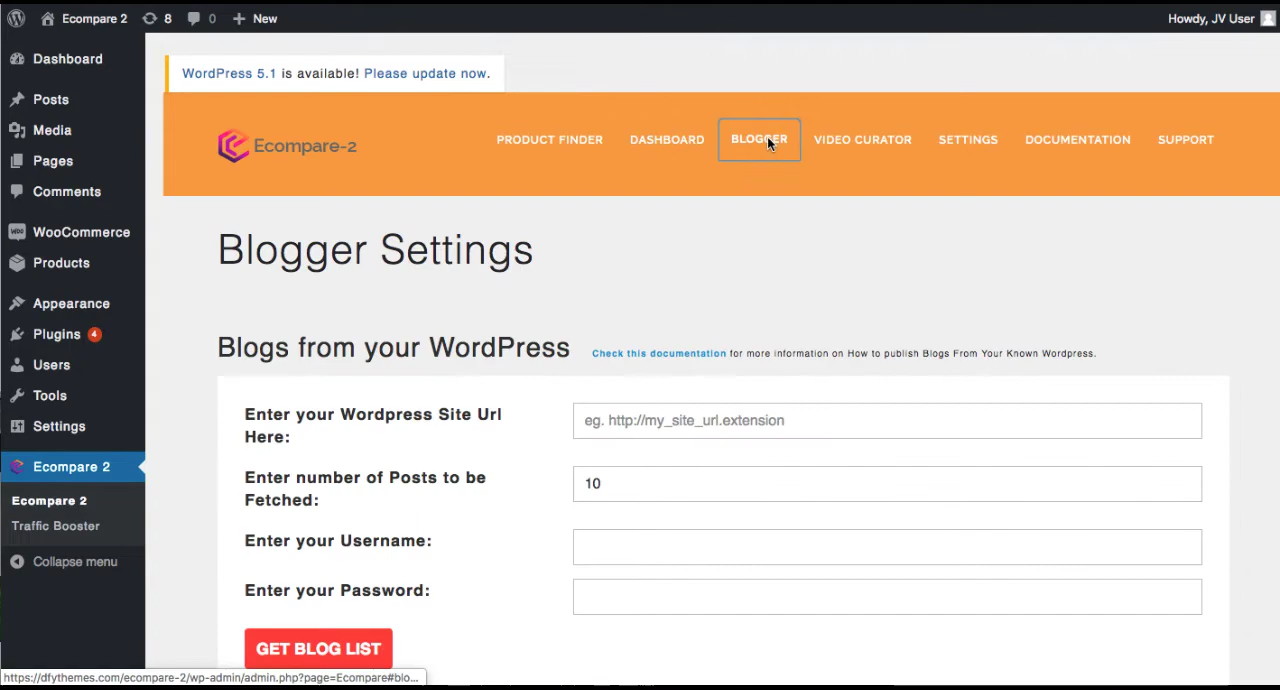 Ecompare 2 8 0 New Howdy, JV User
Dashboard
Posts
Media
Pages
Comments
WooCommerce
Products
Appearance
Plugins 4
Users
Tools
Settings
Ecompare 2
Ecompare 2
Traffic Booster
Collapse menu
WordPress 5.1 is available! Please update now.
Ecompare-2
PRODUCT FINDER DASHBOARD BLOGGER VIDEO CURATOR SETTINGS DOCUMENTATION SUPPORT
Blogger Settings
Blogs from your WordPress Check this documentation for more information on How to publish Blogs From Your Known Wordpress.
Enter your Wordpress Site Url
Here:
eg. http://my_site_url.extension
Enter number of Posts to be
Fetched:
10
Enter your Username:
Enter your Password:
GET BLOG LIST
https://dfythemes.com/ecompare-2/wp-admin/admin.php?page=Ecompare#blo...